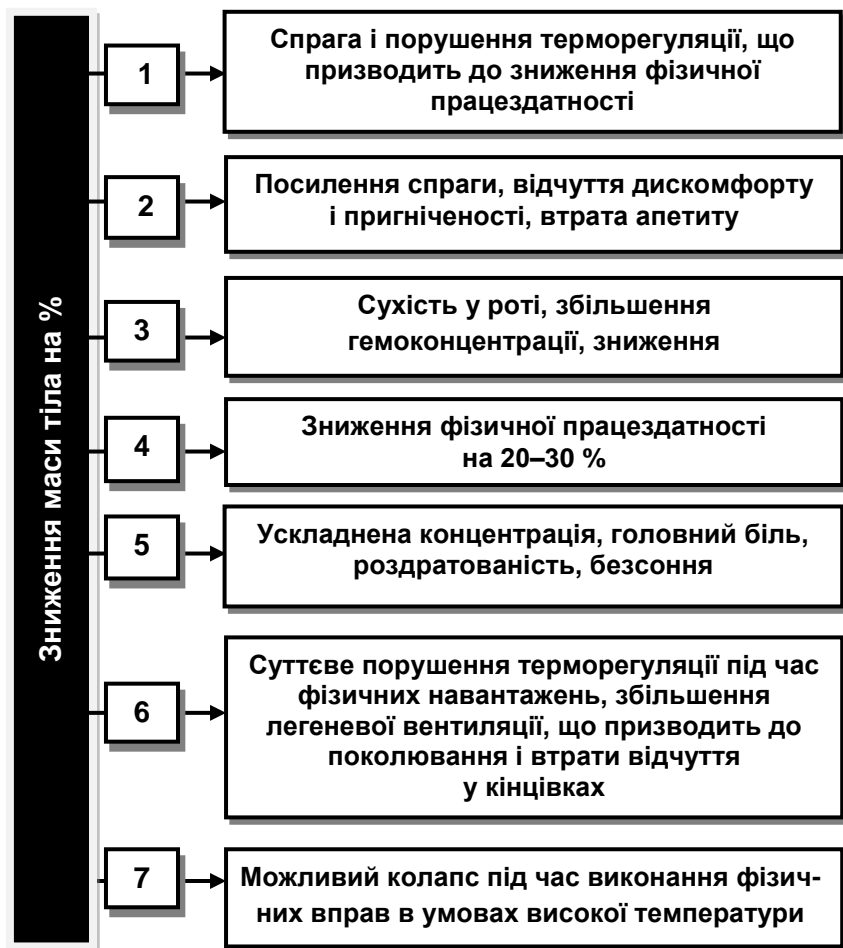 Зниження маси тіла на %
1
Спрага і порушення терморегуляції, що
призводить до зниження фізичної
працездатності
2
Посилення спраги, відчуття дискомфорту
і пригніченості, втрата апетиту
3
Сухість у роті, збільшення
гемоконцентрації, зниження
4
Зниження фізичної працездатності
на 20–30 %
5
Ускладнена концентрація, головний біль,
роздратованість, безсоння
6
Суттєве порушення терморегуляції під час
фізичних навантажень, збільшення
легеневої вентиляції, що призводить до
поколювання і втрати відчуття
у кінцівках
7
Можливий колапс під час виконання фізич-
них вправ в умовах високої температури